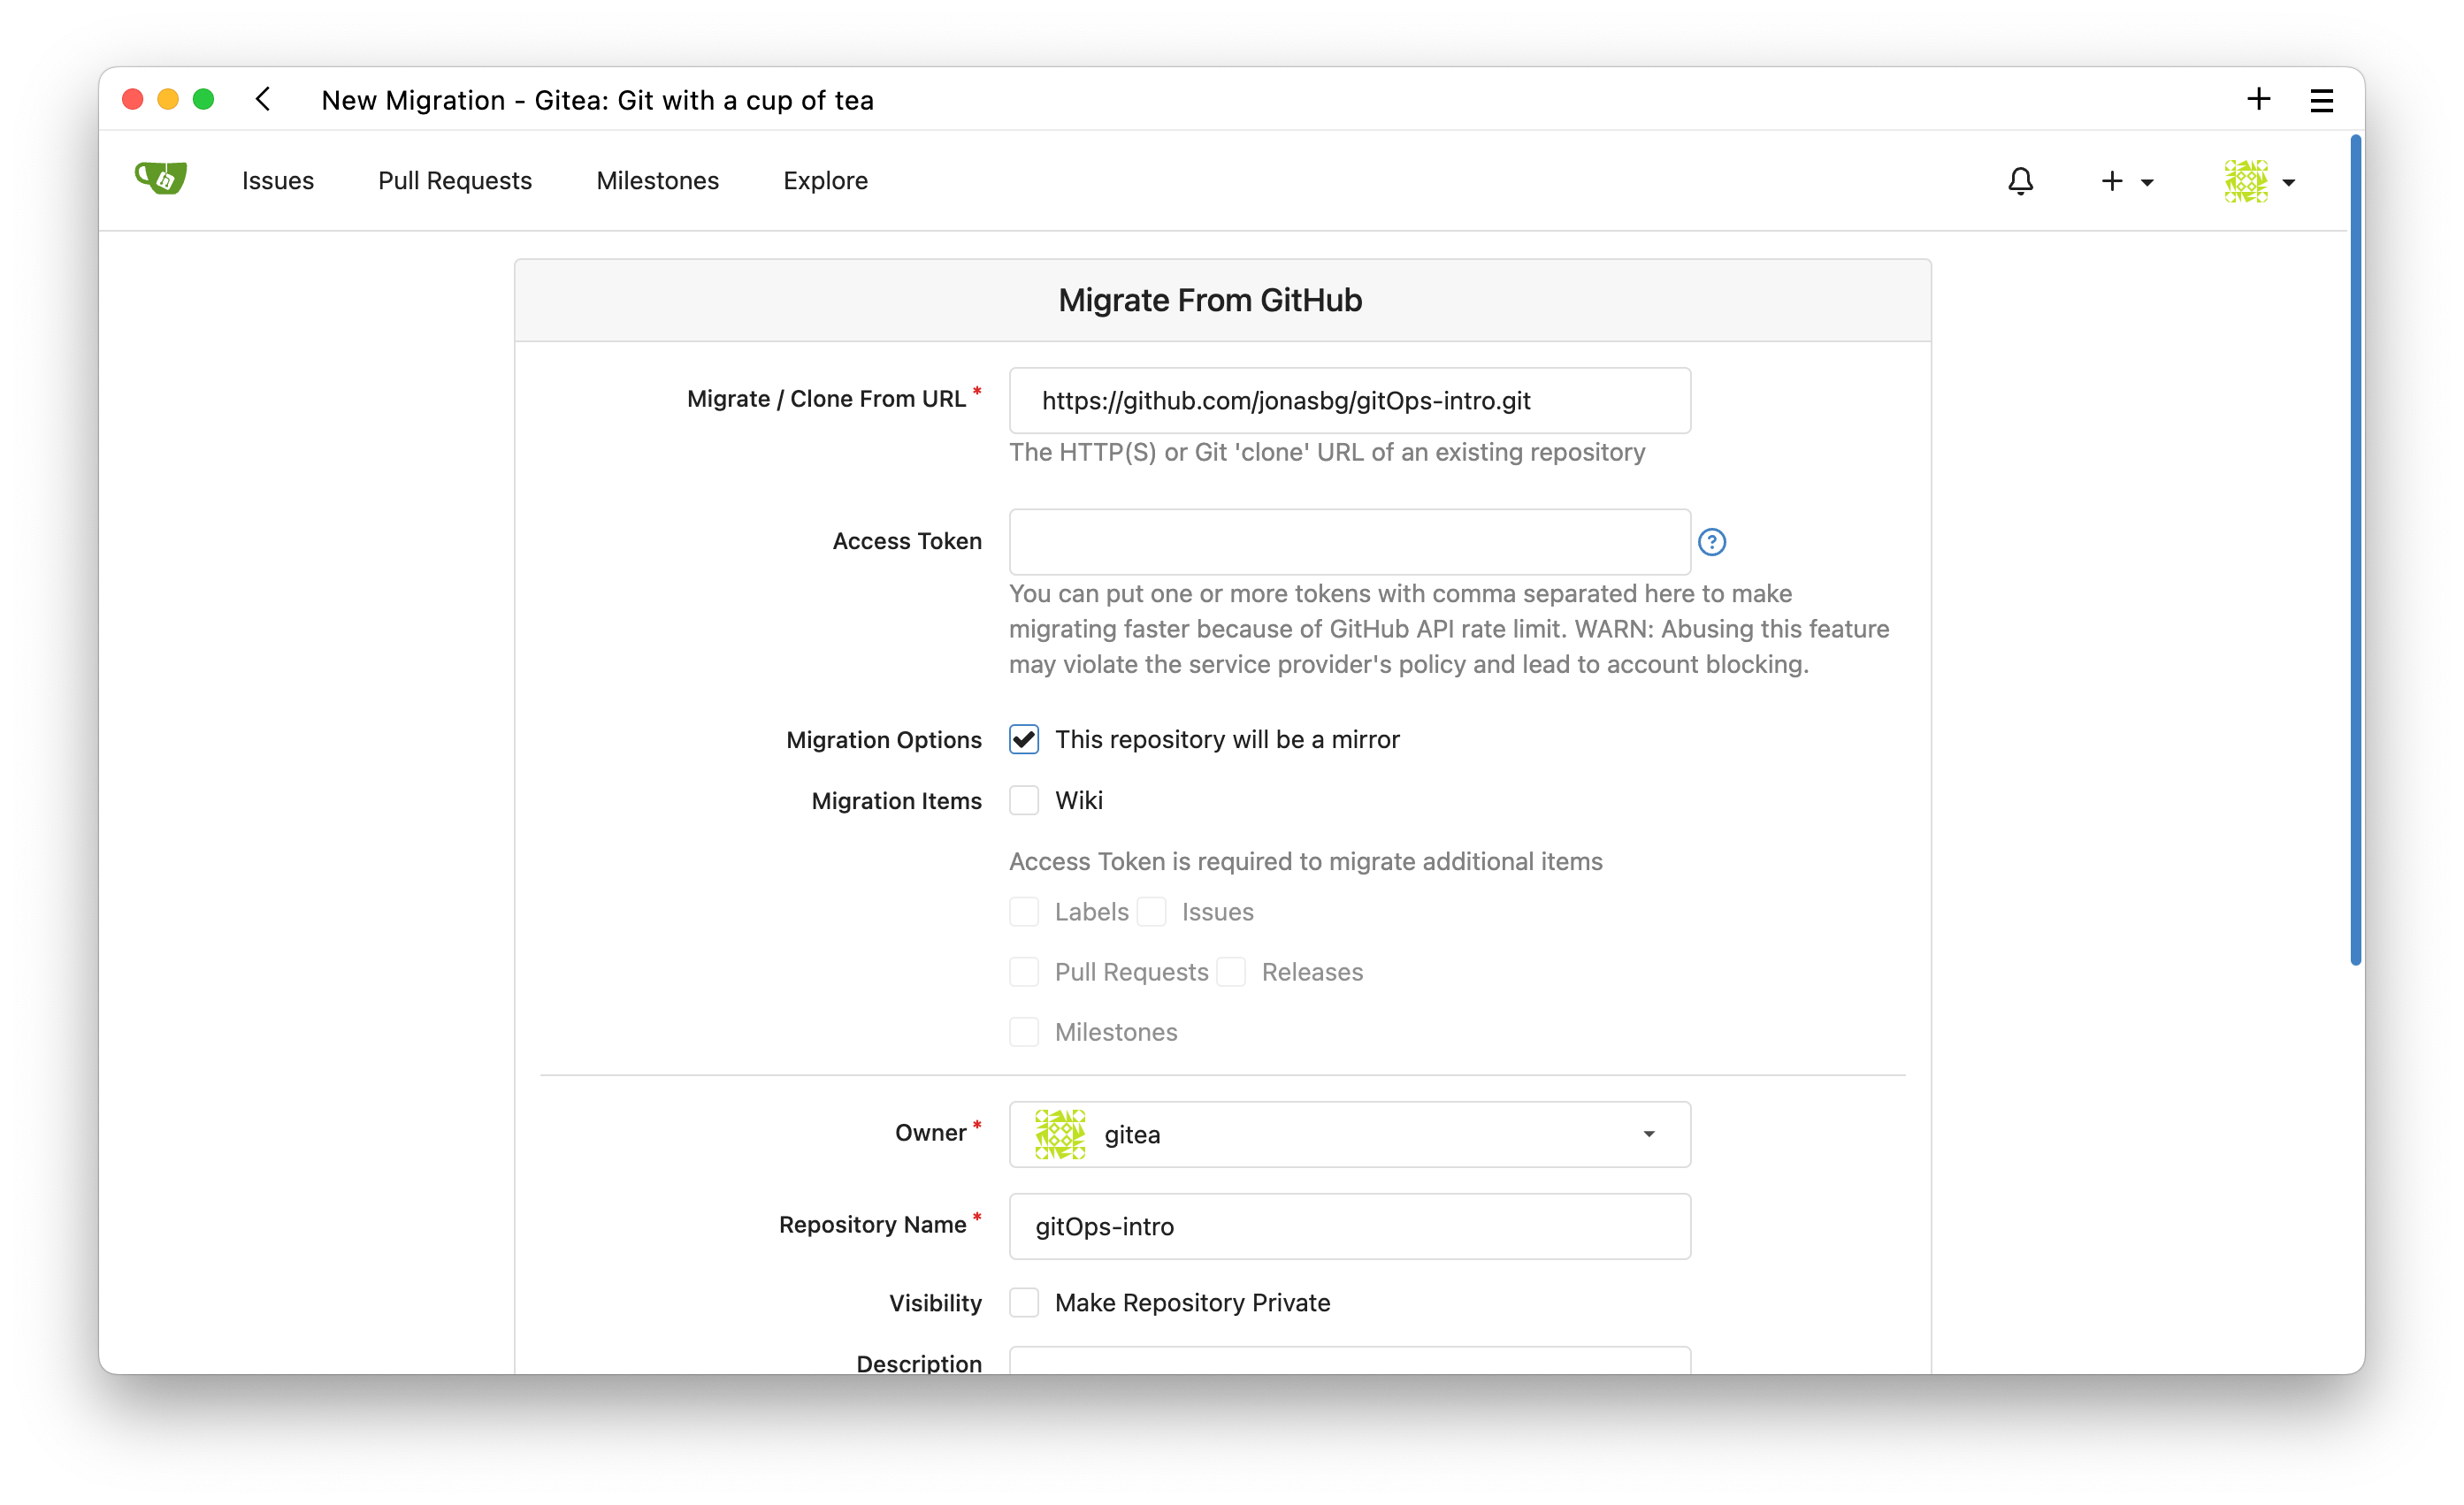 New Migration - Gitea: Git with a cup of tea
Issues Pull Requests Milestones Explore
Migrate From GitHub
Migrate / Clone From URL * https://github.com/jonasbg/gitOps-intro.git
The HTTP(S) or Git 'clone' URL of an existing repository
Access Token
You can put one or more tokens with comma separated here to make
migrating faster because of GitHub API rate limit. WARN: Abusing this feature
may violate the service provider's policy and lead to account blocking.
Migration Options This repository will be a mirror
Migration Items Wiki
Access Token is required to migrate additional items
Labels Issues
Pull Requests Releases
Milestones
Owner * gitea
Repository Name * gitOps-intro
Visibility Make Repository Private
Description